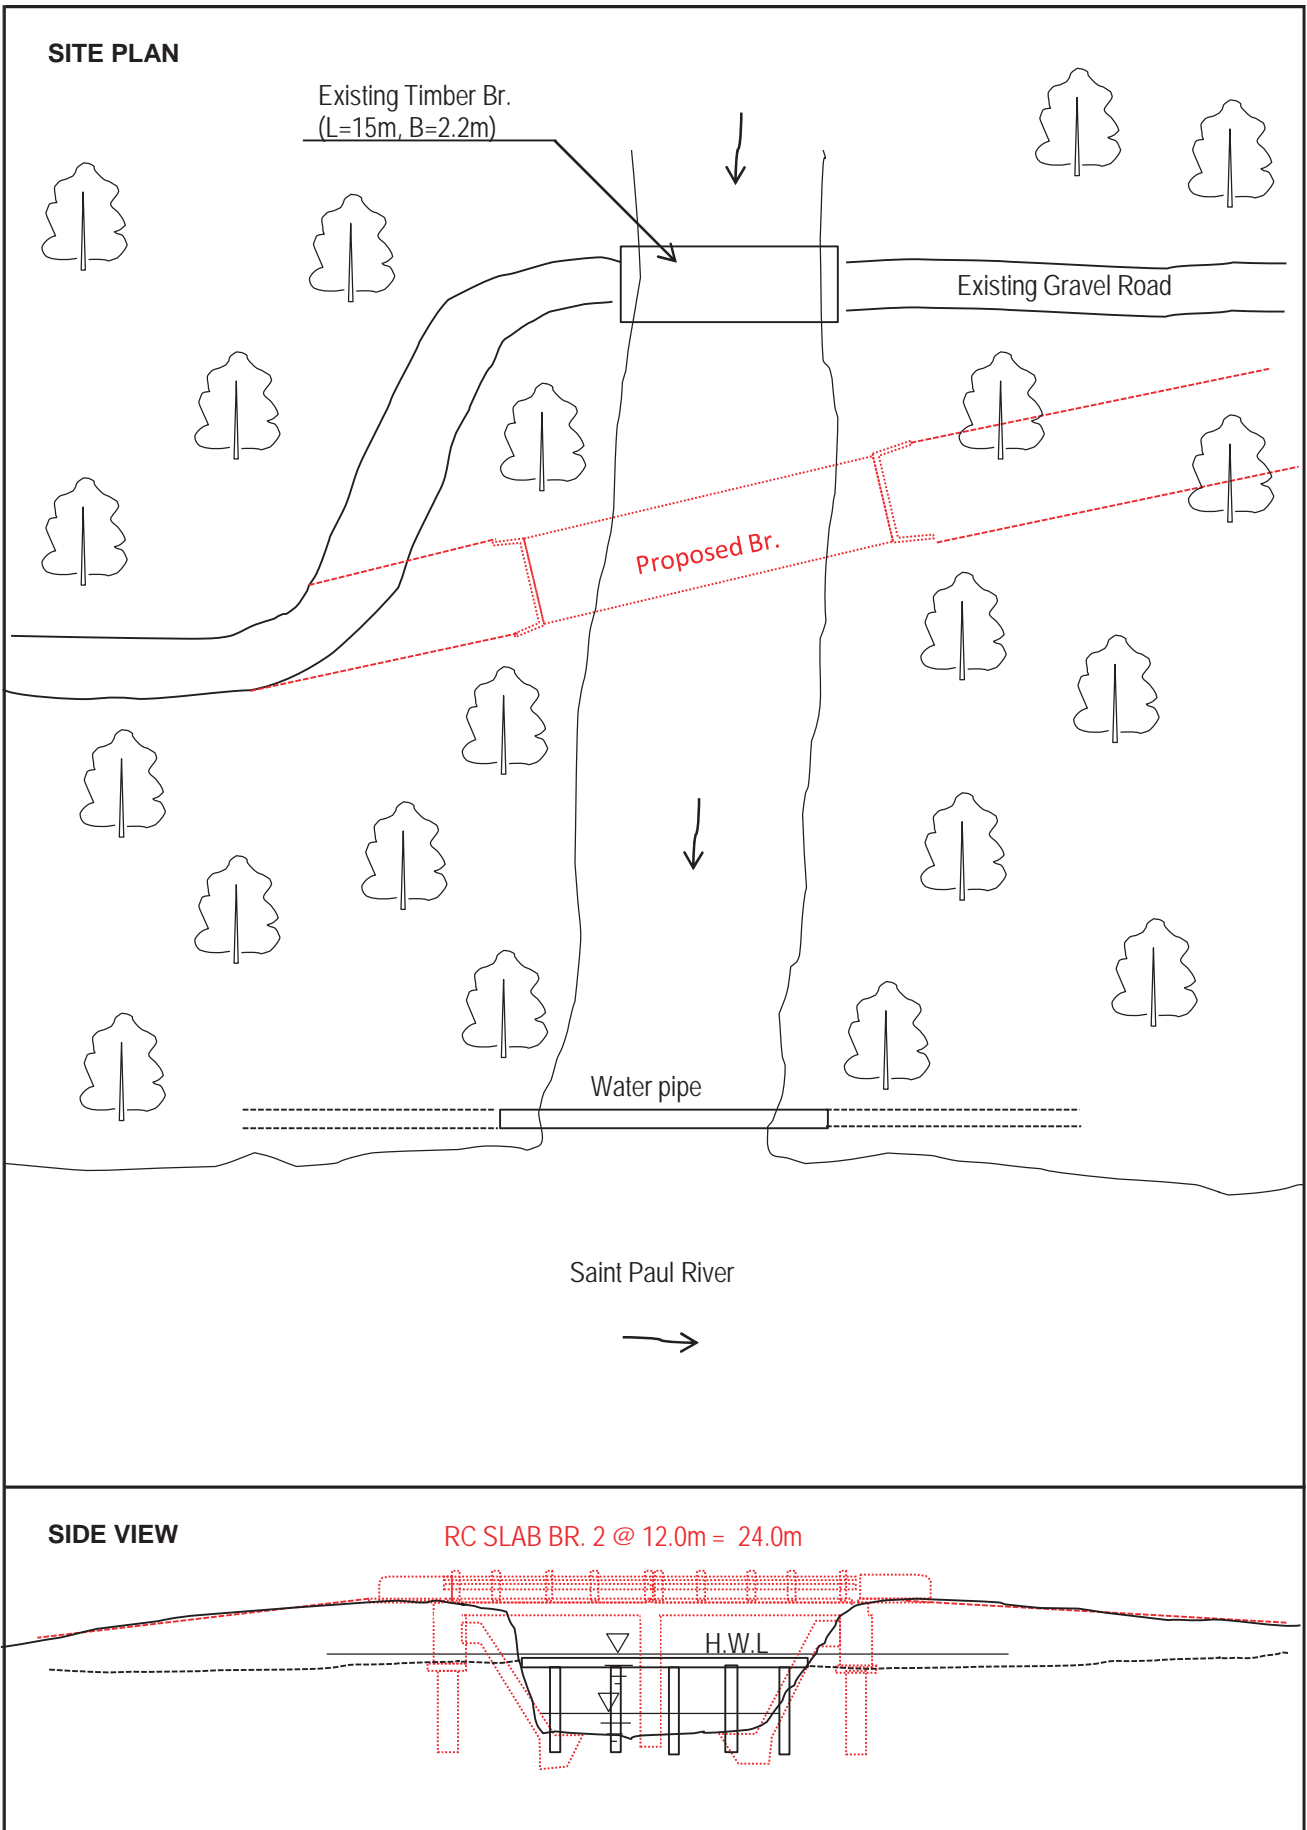 SITE PLAN
Existing Timber Br.
(L=15m, B=2.2m)
Existing Gravel Road
Proposed Br.
Water pipe
Saint Paul River
SIDE VIEW
RC SLAB BR. 2 @ 12.0m = 24.0m
H.W.L